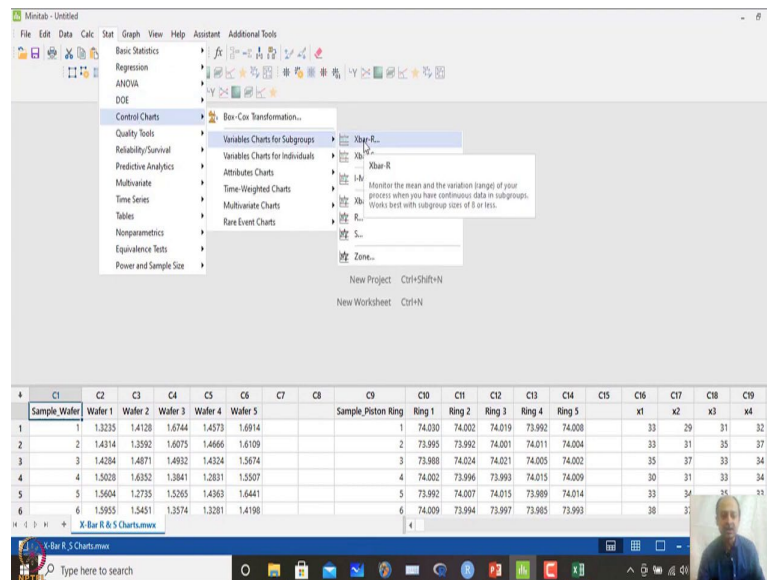 Minitab - Untitled
File Edit Data Calc Stat Graph View Help Assistant Additional Tools
Basic Statistics
Regression
ANOVA
DOE
Control Charts
Quality Tools
Reliability/Survival
Predictive Analytics
Multivariate
Time Series
Tables
Nonparametrics
Equivalence Tests
Power and Sample Size
Box-Cox Transformation...
Variables Charts for Subgroups
Variables Charts for Individuals
Attributes Charts
Time-Weighted Charts
Multivariate Charts
Rare Event Charts
Xbar-R...
R...
S...
Zone...
Xbar-R
Monitor the mean and the variation (range) of your
process when you have continuous data in subgroups.
Works best with subgroup sizes of 8 or less.
New Project Ctrl+Shift+N
New Worksheet Ctrl+N
C1 C2 C3 C4 C5 C6 C7 C8 C9 C10 C11 C12 C13 C14 C15 C16 C17 C18 C19
Sample_Wafer Wafer 1 Wafer 2 Wafer 3 Wafer 4 Wafer 5 Sample_Piston Ring Ring 1 Ring 2 Ring 3 Ring 4 Ring 5 x1 x2 x3 x4
1 1 1.3235 1.4128 1.6744 1.4573 1.6914 1 74.030 74.002 74.019 73.992 74.008 33 29 31 32
2 2 1.4314 1.3592 1.6075 1.4666 1.6109 2 73.995 73.992 74.001 74.011 74.004 33 31 35 37
3 3 1.4284 1.4871 1.4932 1.4324 1.5674 3 73.988 74.024 74.021 74.005 74.002 35 37 33 34
4 4 1.5028 1.6352 1.3841 1.2831 1.5507 4 74.002 73.996 73.993 74.015 74.009 30 31 33 34
5 5 1.5604 1.2735 1.5265 1.4363 1.6441 5 73.992 74.007 74.015 73.989 74.014 33 34 35 33
6 6 1.5955 1.5451 1.3574 1.3281 1.4198 6 74.009 73.994 73.997 73.985 73.993 38
X-Bar R & S Charts.mwx
X-Bar R_S Charts.mwx
Type here to search
NPTEL